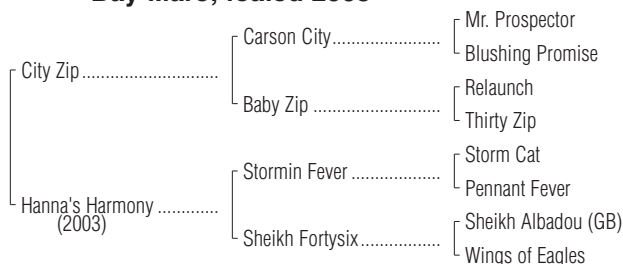 Bay Mare; foaled
Mr. Prospector
Carson City
Blushing Promise
City Zip
Relaunch
Baby Zip
Thirty Zip
Storm Cat
Stormin Fever
Pennant Fever
Hanna's Harmony
(2003)
Sheikh Albadou (GB)
Sheikh Fortysix
Wings of Eagles